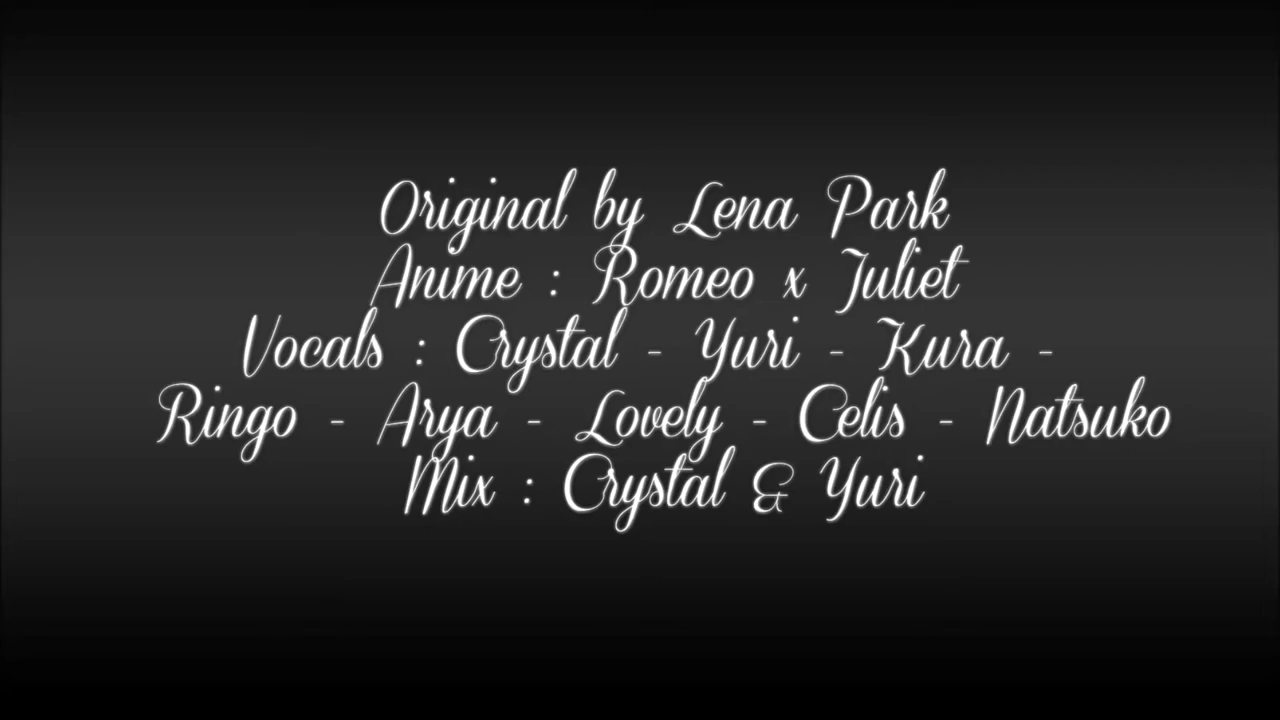 Original by Lena Park
Anime : Romeo x Juliet
Vocals : Crystal - Yuri - Kura -
Ringo - Arya - Lovely - Celis - Natsuko
Mix : Crystal & Yuri